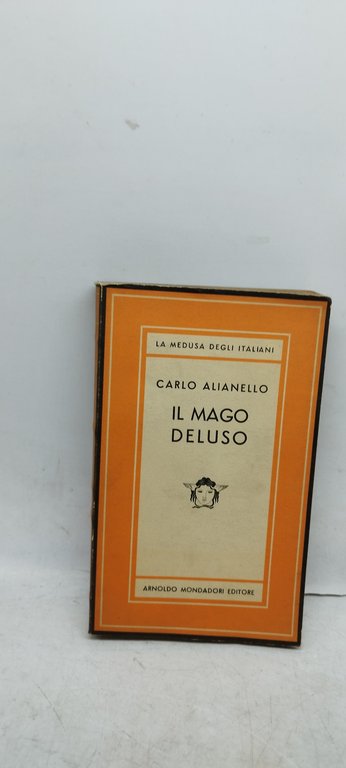 LA MEDUSA DEGLI ITALIANI
CARLO ALIANELLO
IL MAGO
DELUSO
ARNOLDO MONDADORI EDITORE